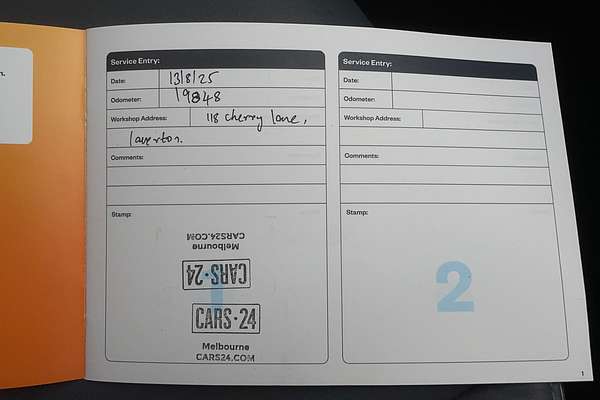 n.
Service Entry:
Date: 13/8/25
Odometer: 19848
Workshop Address: 118 cherry lane,
laverton.
Comments:
Stamp:
Melbourne
CARS24.COM
CARS·24
1
CARS·24
Melbourne
CARS24.COM
Service Entry:
Date:
Odometer:
Workshop Address:
Comments:
Stamp:
2
1